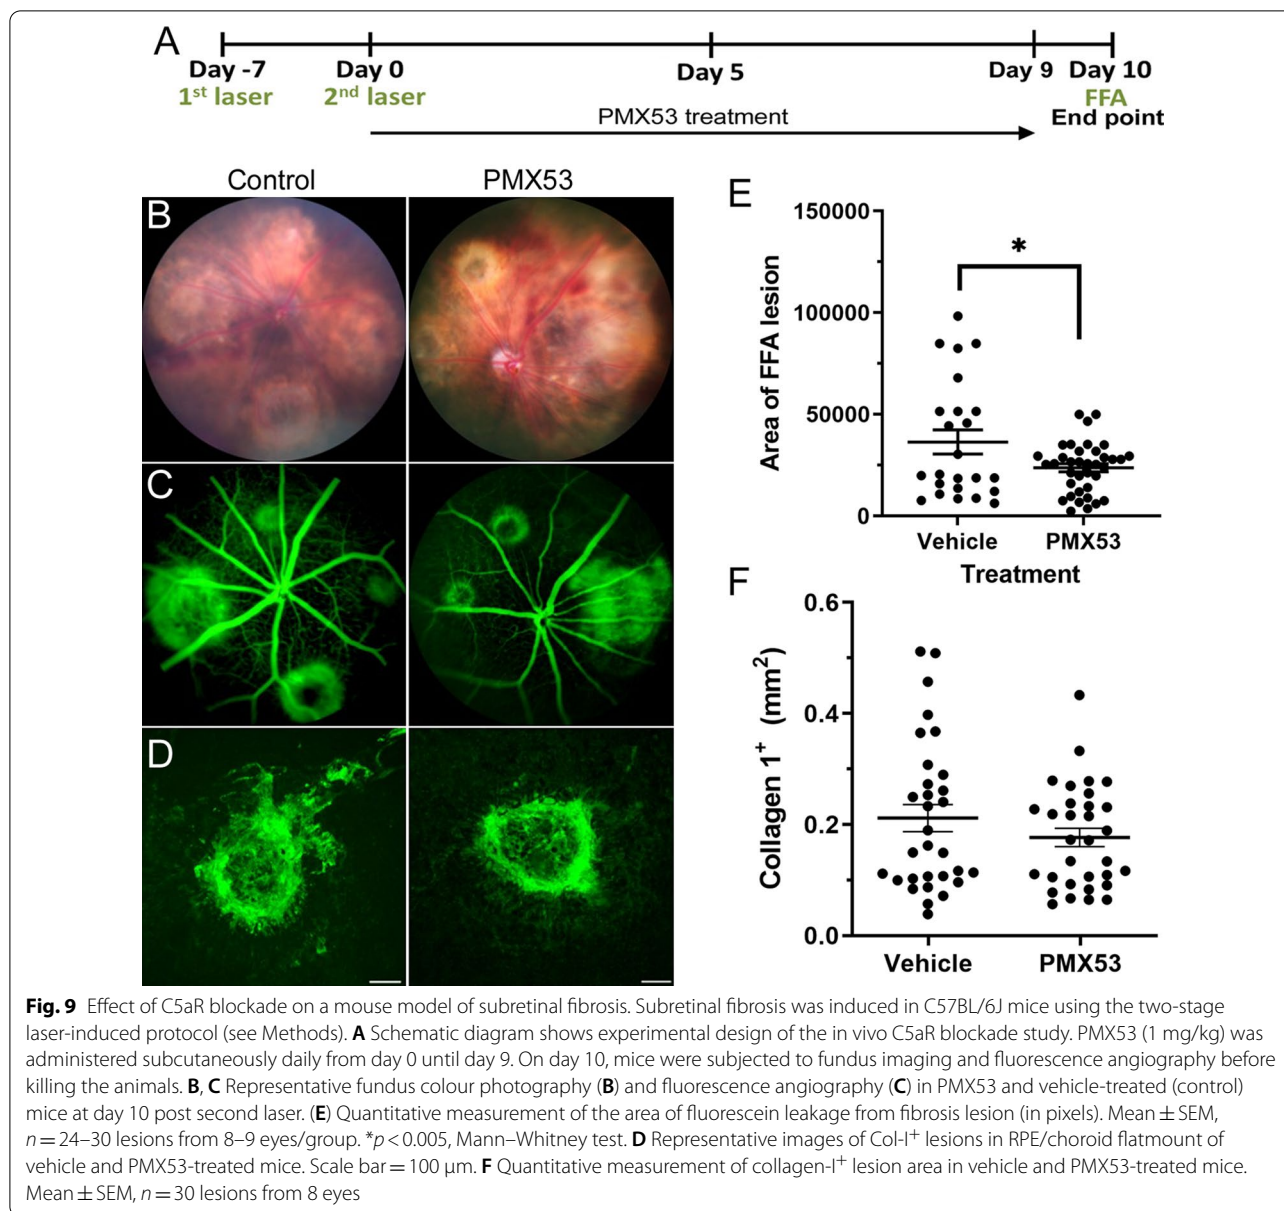 A
Day -7 Day 0 Day 5 Day 9 Day 10
1st laser 2nd laser FFA
PMX53 treatment End point
Control PMX53
B
C
D
E
150000
100000
50000
0
Area of FFA lesion
*
Vehicle PMX53
Treatment
F
0.6
0.4
0.2
0.0
Collagen 1+ (mm2)
Vehicle PMX53
Fig. 9 Effect of C5aR blockade on a mouse model of subretinal fibrosis. Subretinal fibrosis was induced in C57BL/6J mice using the two-stage
laser-induced protocol (see Methods). A Schematic diagram shows experimental design of the in vivo C5aR blockade study. PMX53 (1 mg/kg) was
administered subcutaneously daily from day 0 until day 9. On day 10, mice were subjected to fundus imaging and fluorescence angiography before
killing the animals. B, C Representative fundus colour photography (B) and fluorescence angiography (C) in PMX53 and vehicle-treated (control)
mice at day 10 post second laser. (E) Quantitative measurement of the area of fluorescein leakage from fibrosis lesion (in pixels). Mean ± SEM,
n = 24–30 lesions from 8–9 eyes/group. *p < 0.005, Mann–Whitney test. D Representative images of Col-I+ lesions in RPE/choroid flatmount of
vehicle and PMX53-treated mice. Scale bar = 100 µm. F Quantitative measurement of collagen-I+ lesion area in vehicle and PMX53-treated mice.
Mean ± SEM, n = 30 lesions from 8 eyes